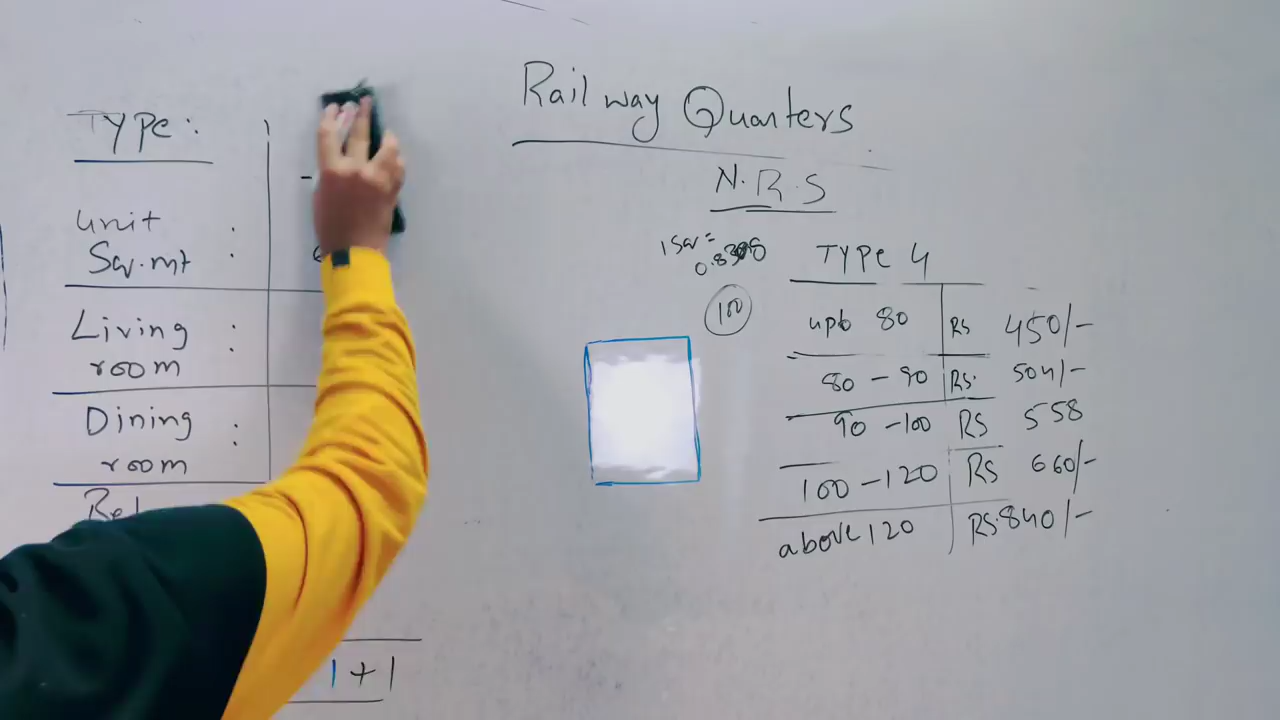 Railway Quarters
N.R.S
TYPE:
Unit :
Sq.mt :
Living :
room
Dining :
room
1+1
1 Sq =
100
TYPE 4
upto 80 Rs 450/-
80 - 90 Rs. 504/-
90 - 100 Rs 558
100 - 120 Rs 660/-
above 120 RS 840/-